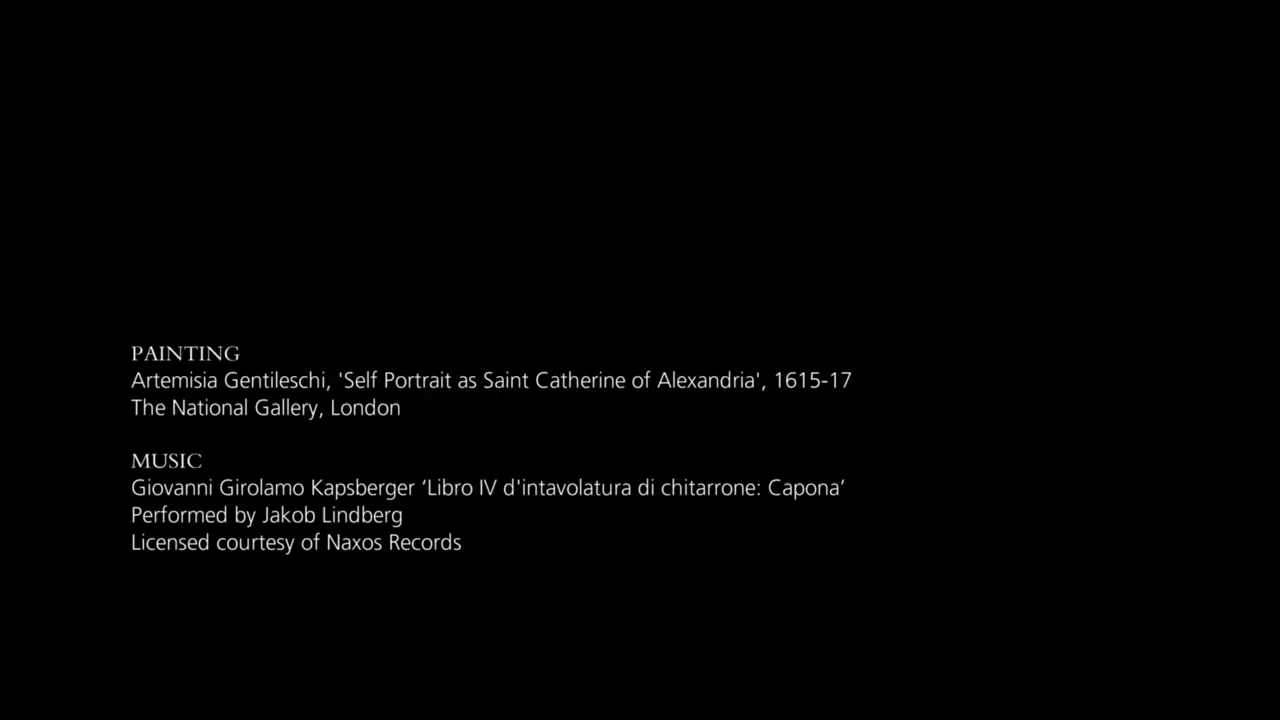 PAINTING
Artemisia Gentileschi, 'Self Portrait as Saint Catherine of Alexandria', 1615-17
The National Gallery, London
MUSIC
Giovanni Girolamo Kapsberger ‘Libro IV d'intavolatura di chitarrone: Capona’
Performed by Jakob Lindberg
Licensed courtesy of Naxos Records